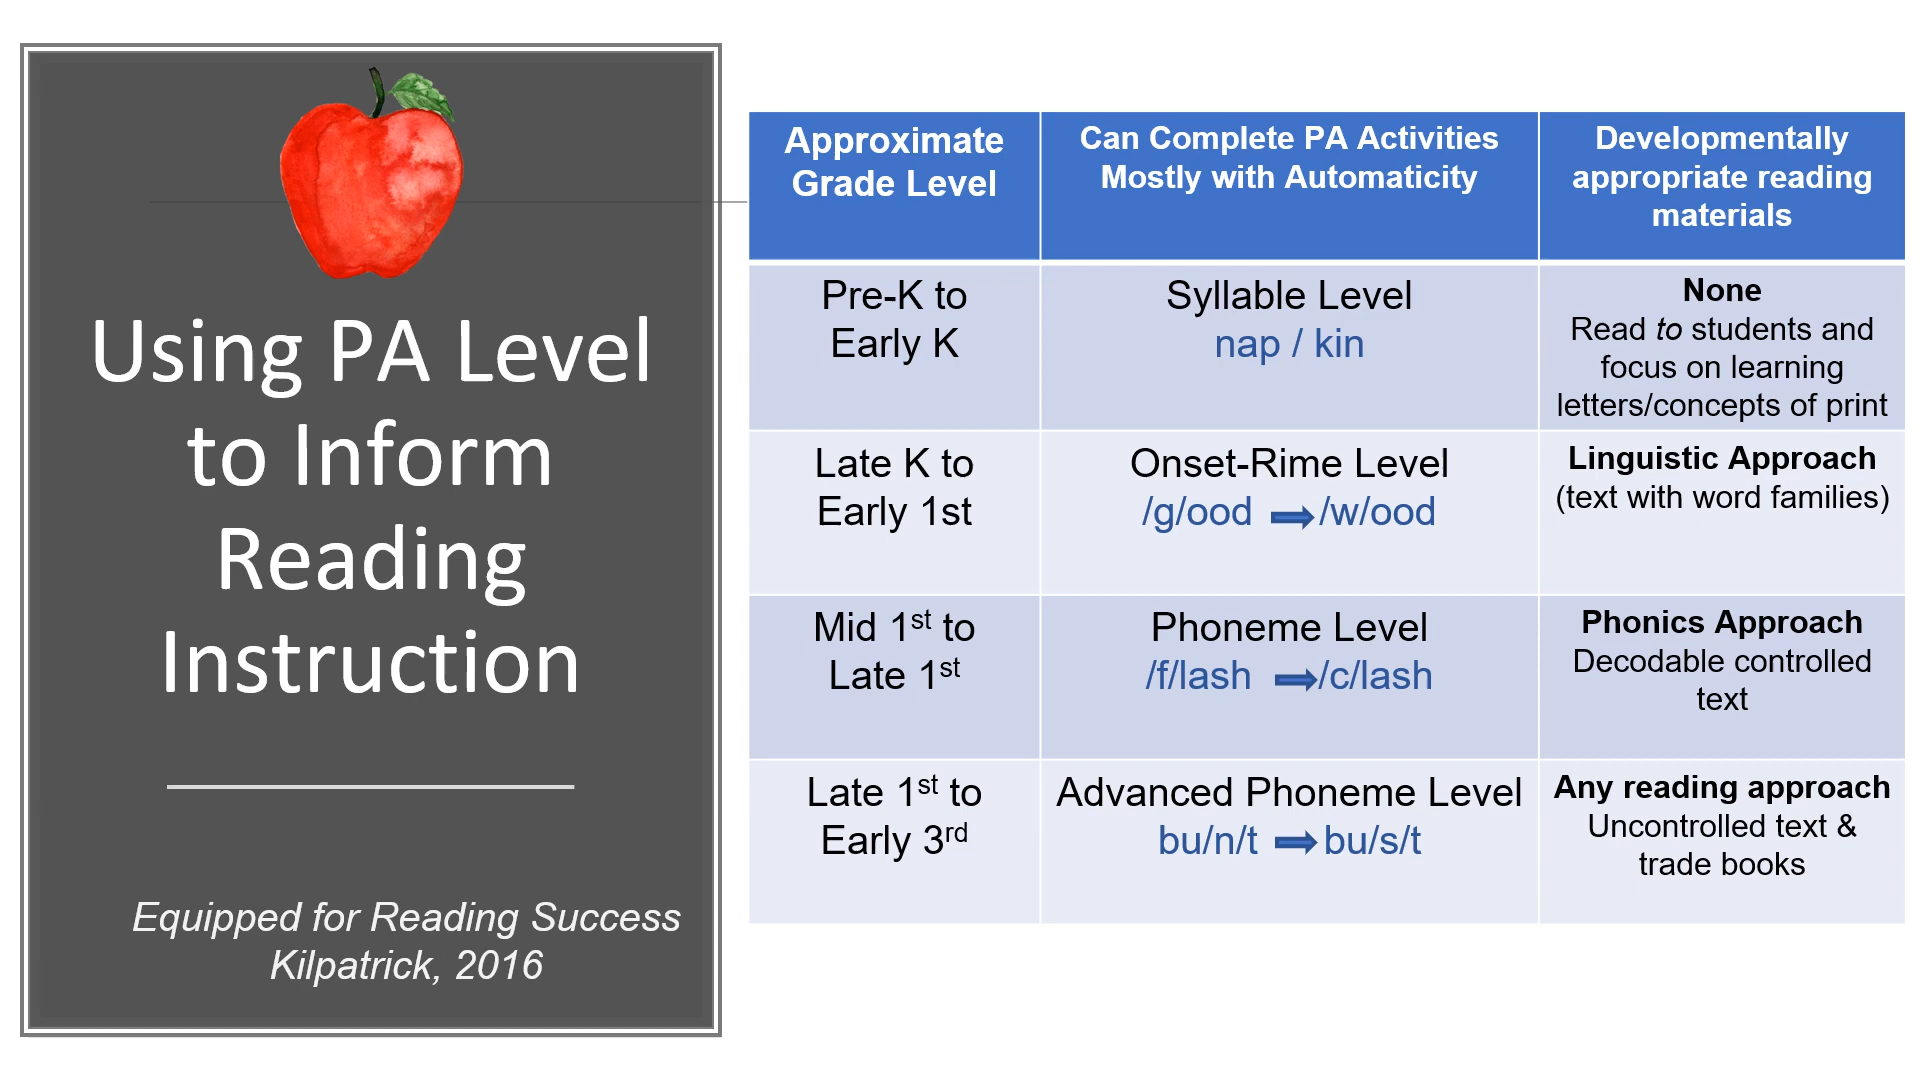 Using PA Level
to Inform
Reading
Instruction
Equipped for Reading Success
Kilpatrick, 2016
Approximate
Grade Level
Can Complete PA Activities
Mostly with Automaticity
Developmentally
appropriate reading
materials
Pre-K to
Early K
Syllable Level
nap / kin
None
Read to students and
focus on learning
letters/concepts of print
Late K to
Early 1st
Onset-Rime Level
/g/ood ➡ /w/ood
Linguistic Approach
(text with word families)
Mid 1st to
Late 1st
Phoneme Level
/f/lash ➡ /c/lash
Phonics Approach
Decodable controlled
text
Late 1st to
Early 3rd
Advanced Phoneme Level
bu/n/t ➡ bu/s/t
Any reading approach
Uncontrolled text &
trade books